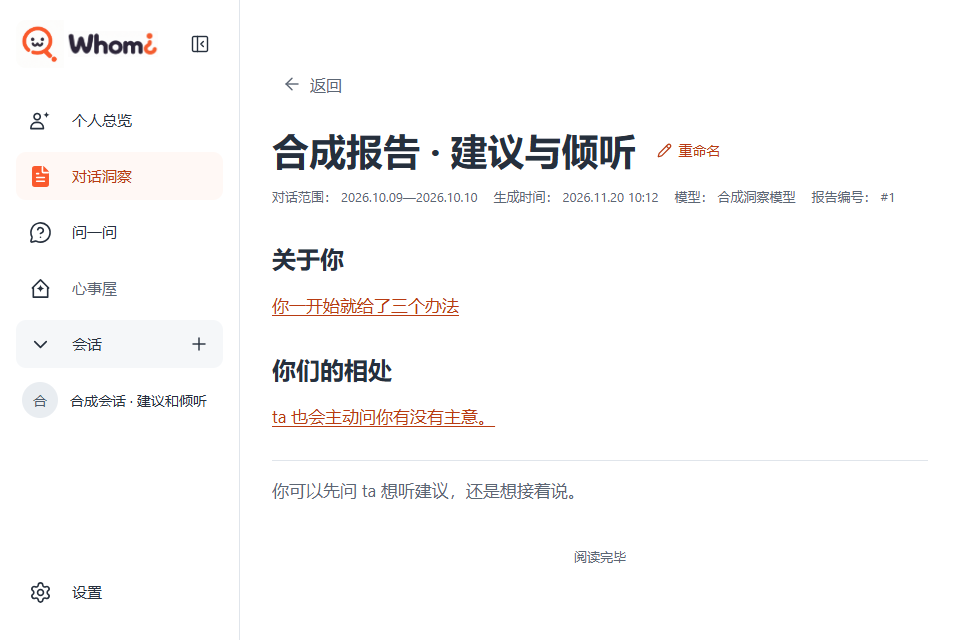 Whomi
个人总览
对话洞察
问一问
心事屋
会话
合 合成会话 · 建议和倾听
设置
返回
合成报告 · 建议与倾听 重命名
对话范围: 2026.10.09—2026.10.10 生成时间: 2026.11.20 10:12 模型: 合成洞察模型 报告编号: #1
关于你
你一开始就给了三个办法
你们的相处
ta 也会主动问你有没有主意。
你可以先问 ta 想听建议，还是想接着说。
阅读完毕